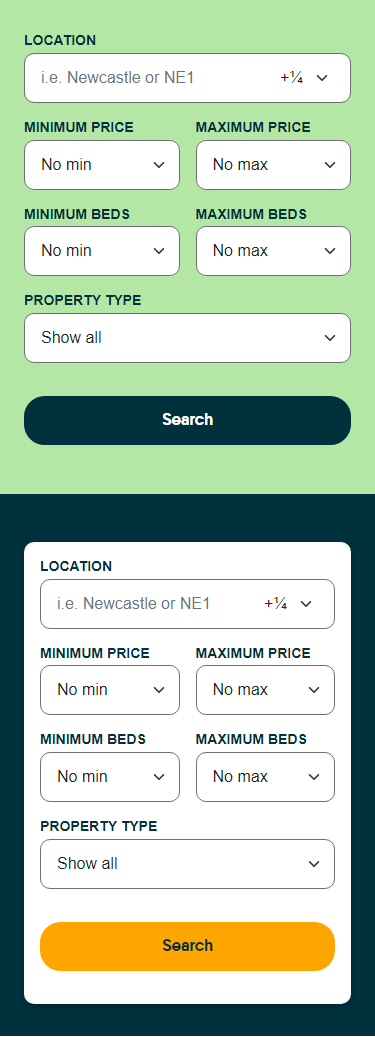 LOCATION
i.e. Newcastle or NE1 +¼
MINIMUM PRICE MAXIMUM PRICE
No min No max
MINIMUM BEDS MAXIMUM BEDS
No min No max
PROPERTY TYPE
Show all
Search
LOCATION
i.e. Newcastle or NE1 +¼
MINIMUM PRICE MAXIMUM PRICE
No min No max
MINIMUM BEDS MAXIMUM BEDS
No min No max
PROPERTY TYPE
Show all
Search